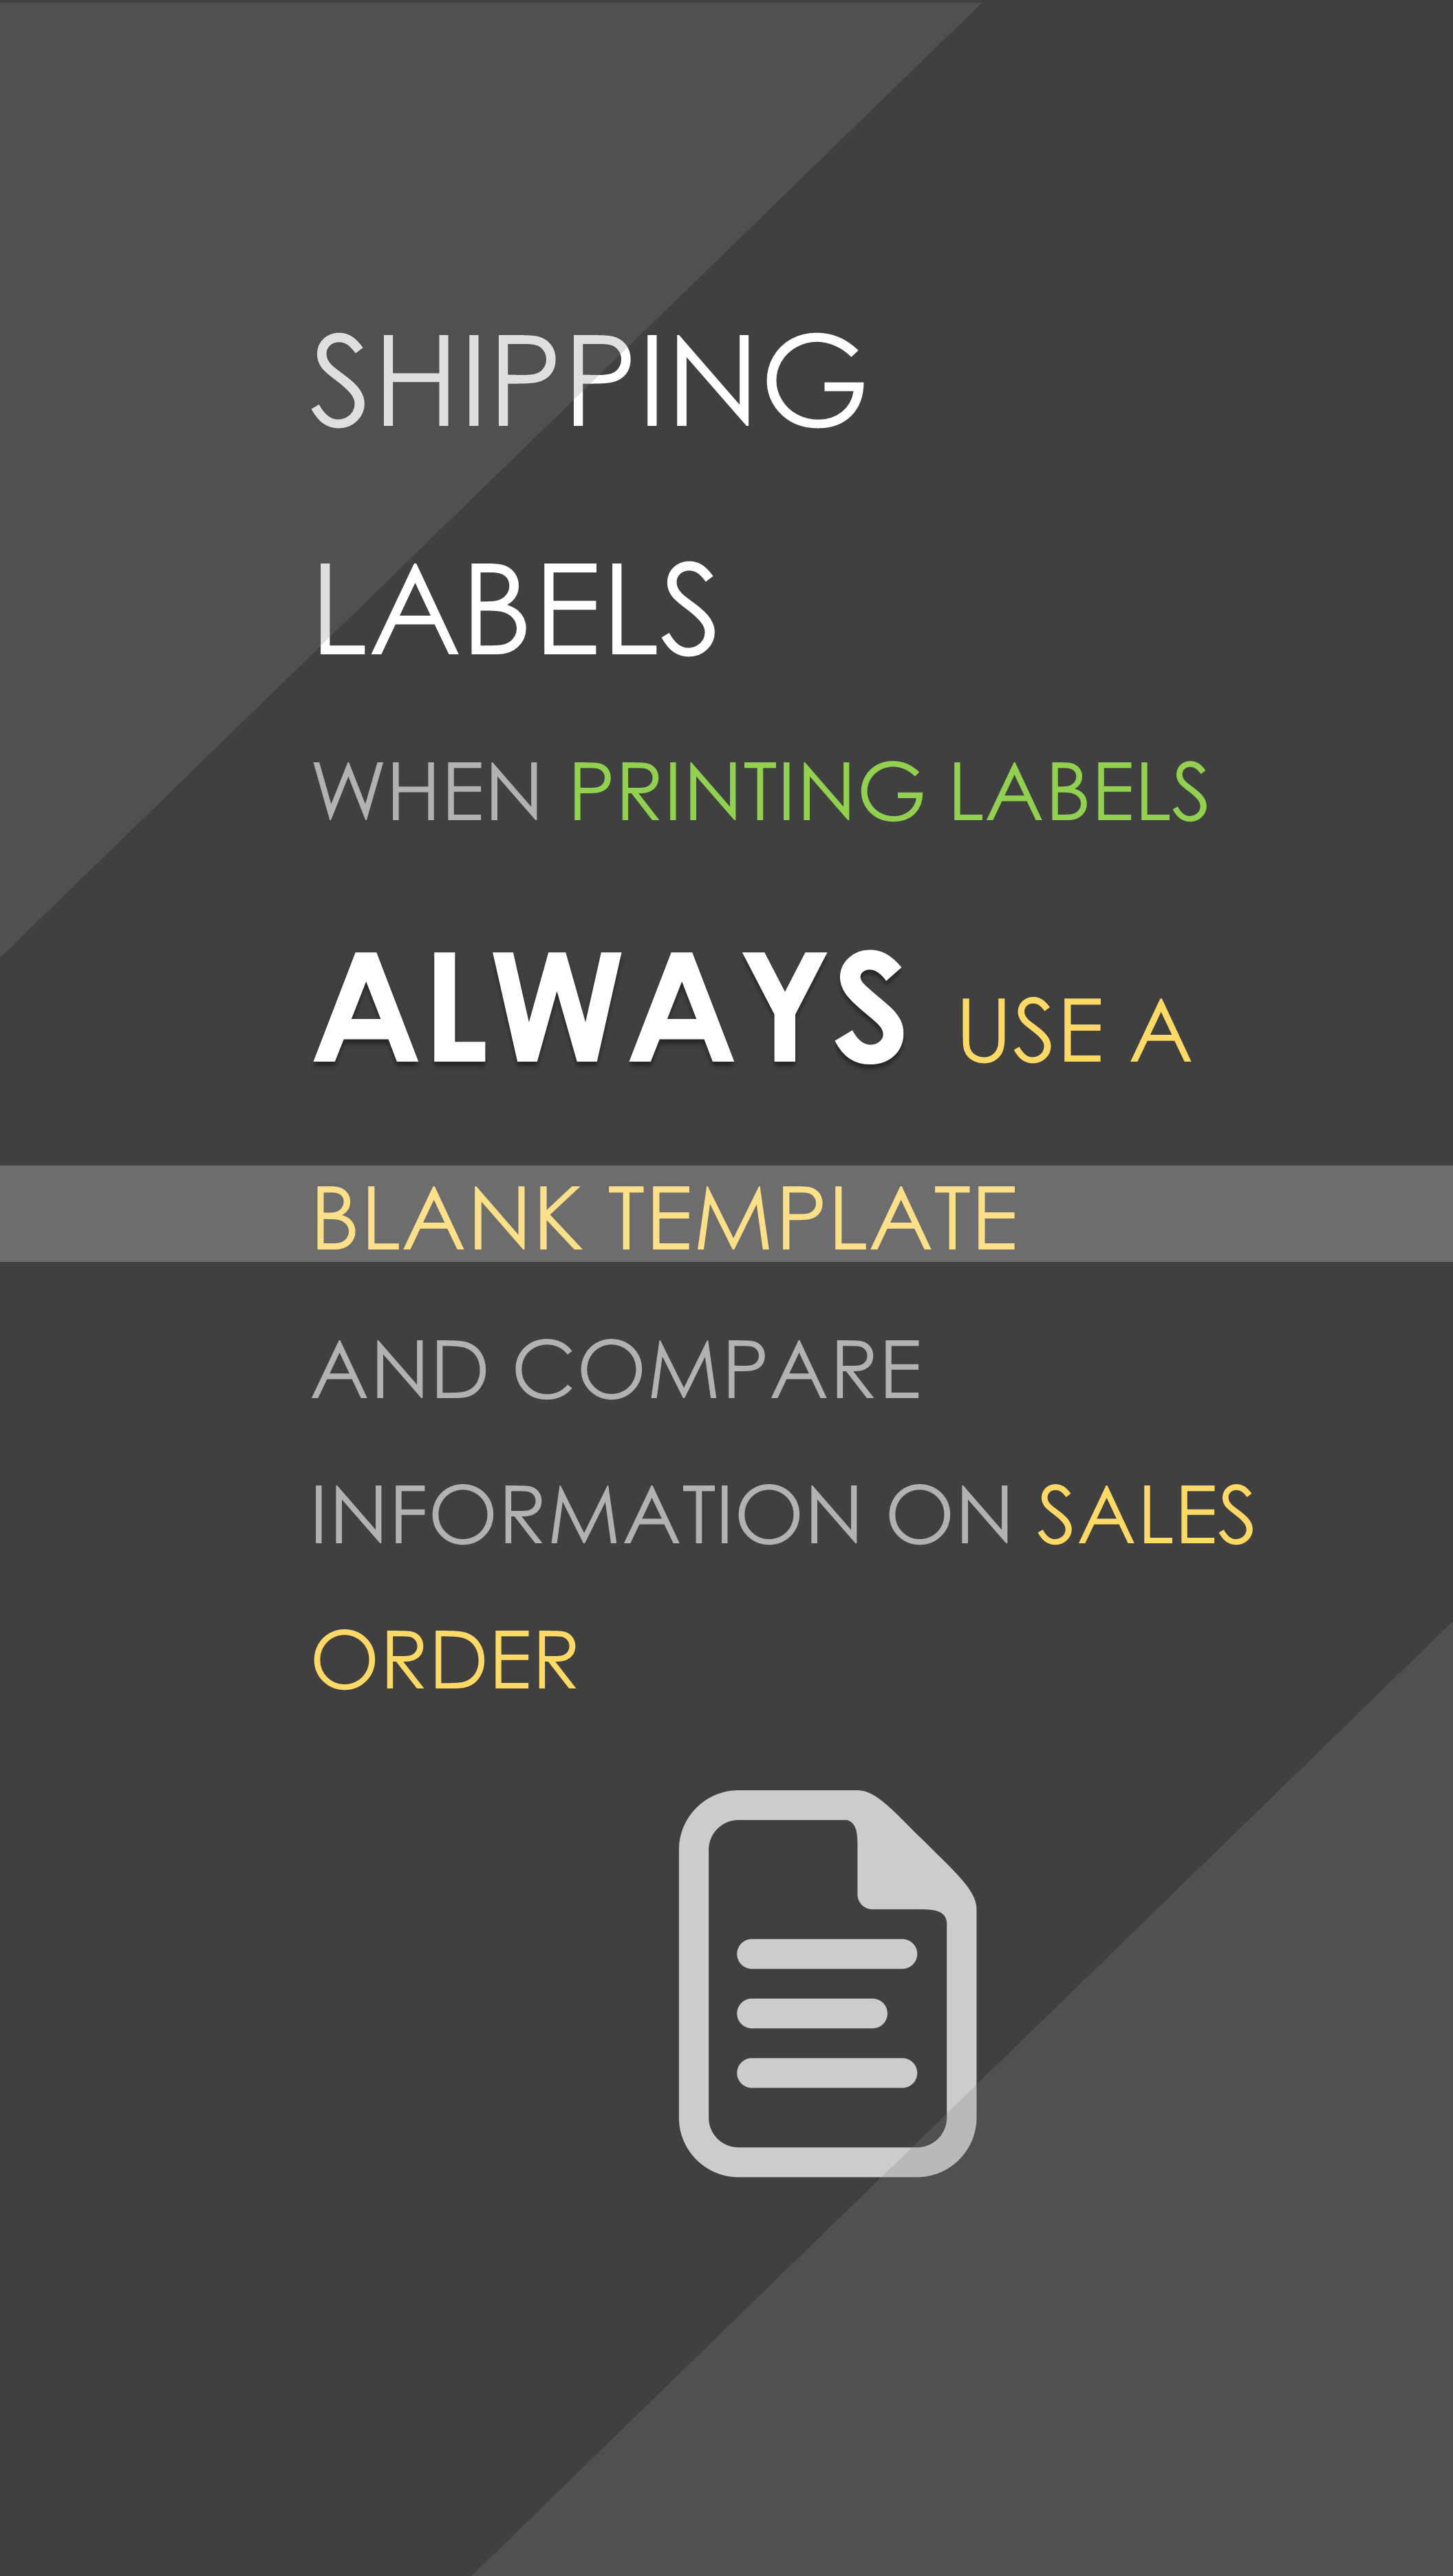 SHIPPING
LABELS
WHEN PRINTING LABELS
ALWAYS USE A
BLANK TEMPLATE
AND COMPARE
INFORMATION ON SALES
ORDER